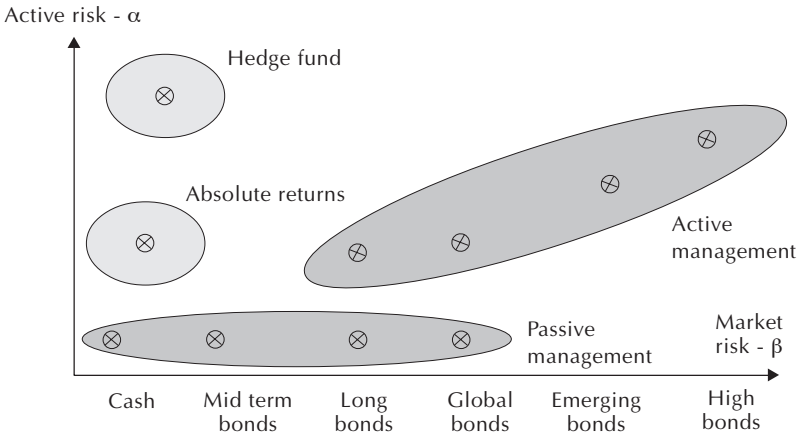 Active risk - α
Hedge fund
Absolute returns
Active
management
Passive
management
Market
risk - β
Cash
Mid term
bonds
Long
bonds
Global
bonds
Emerging
bonds
High
bonds